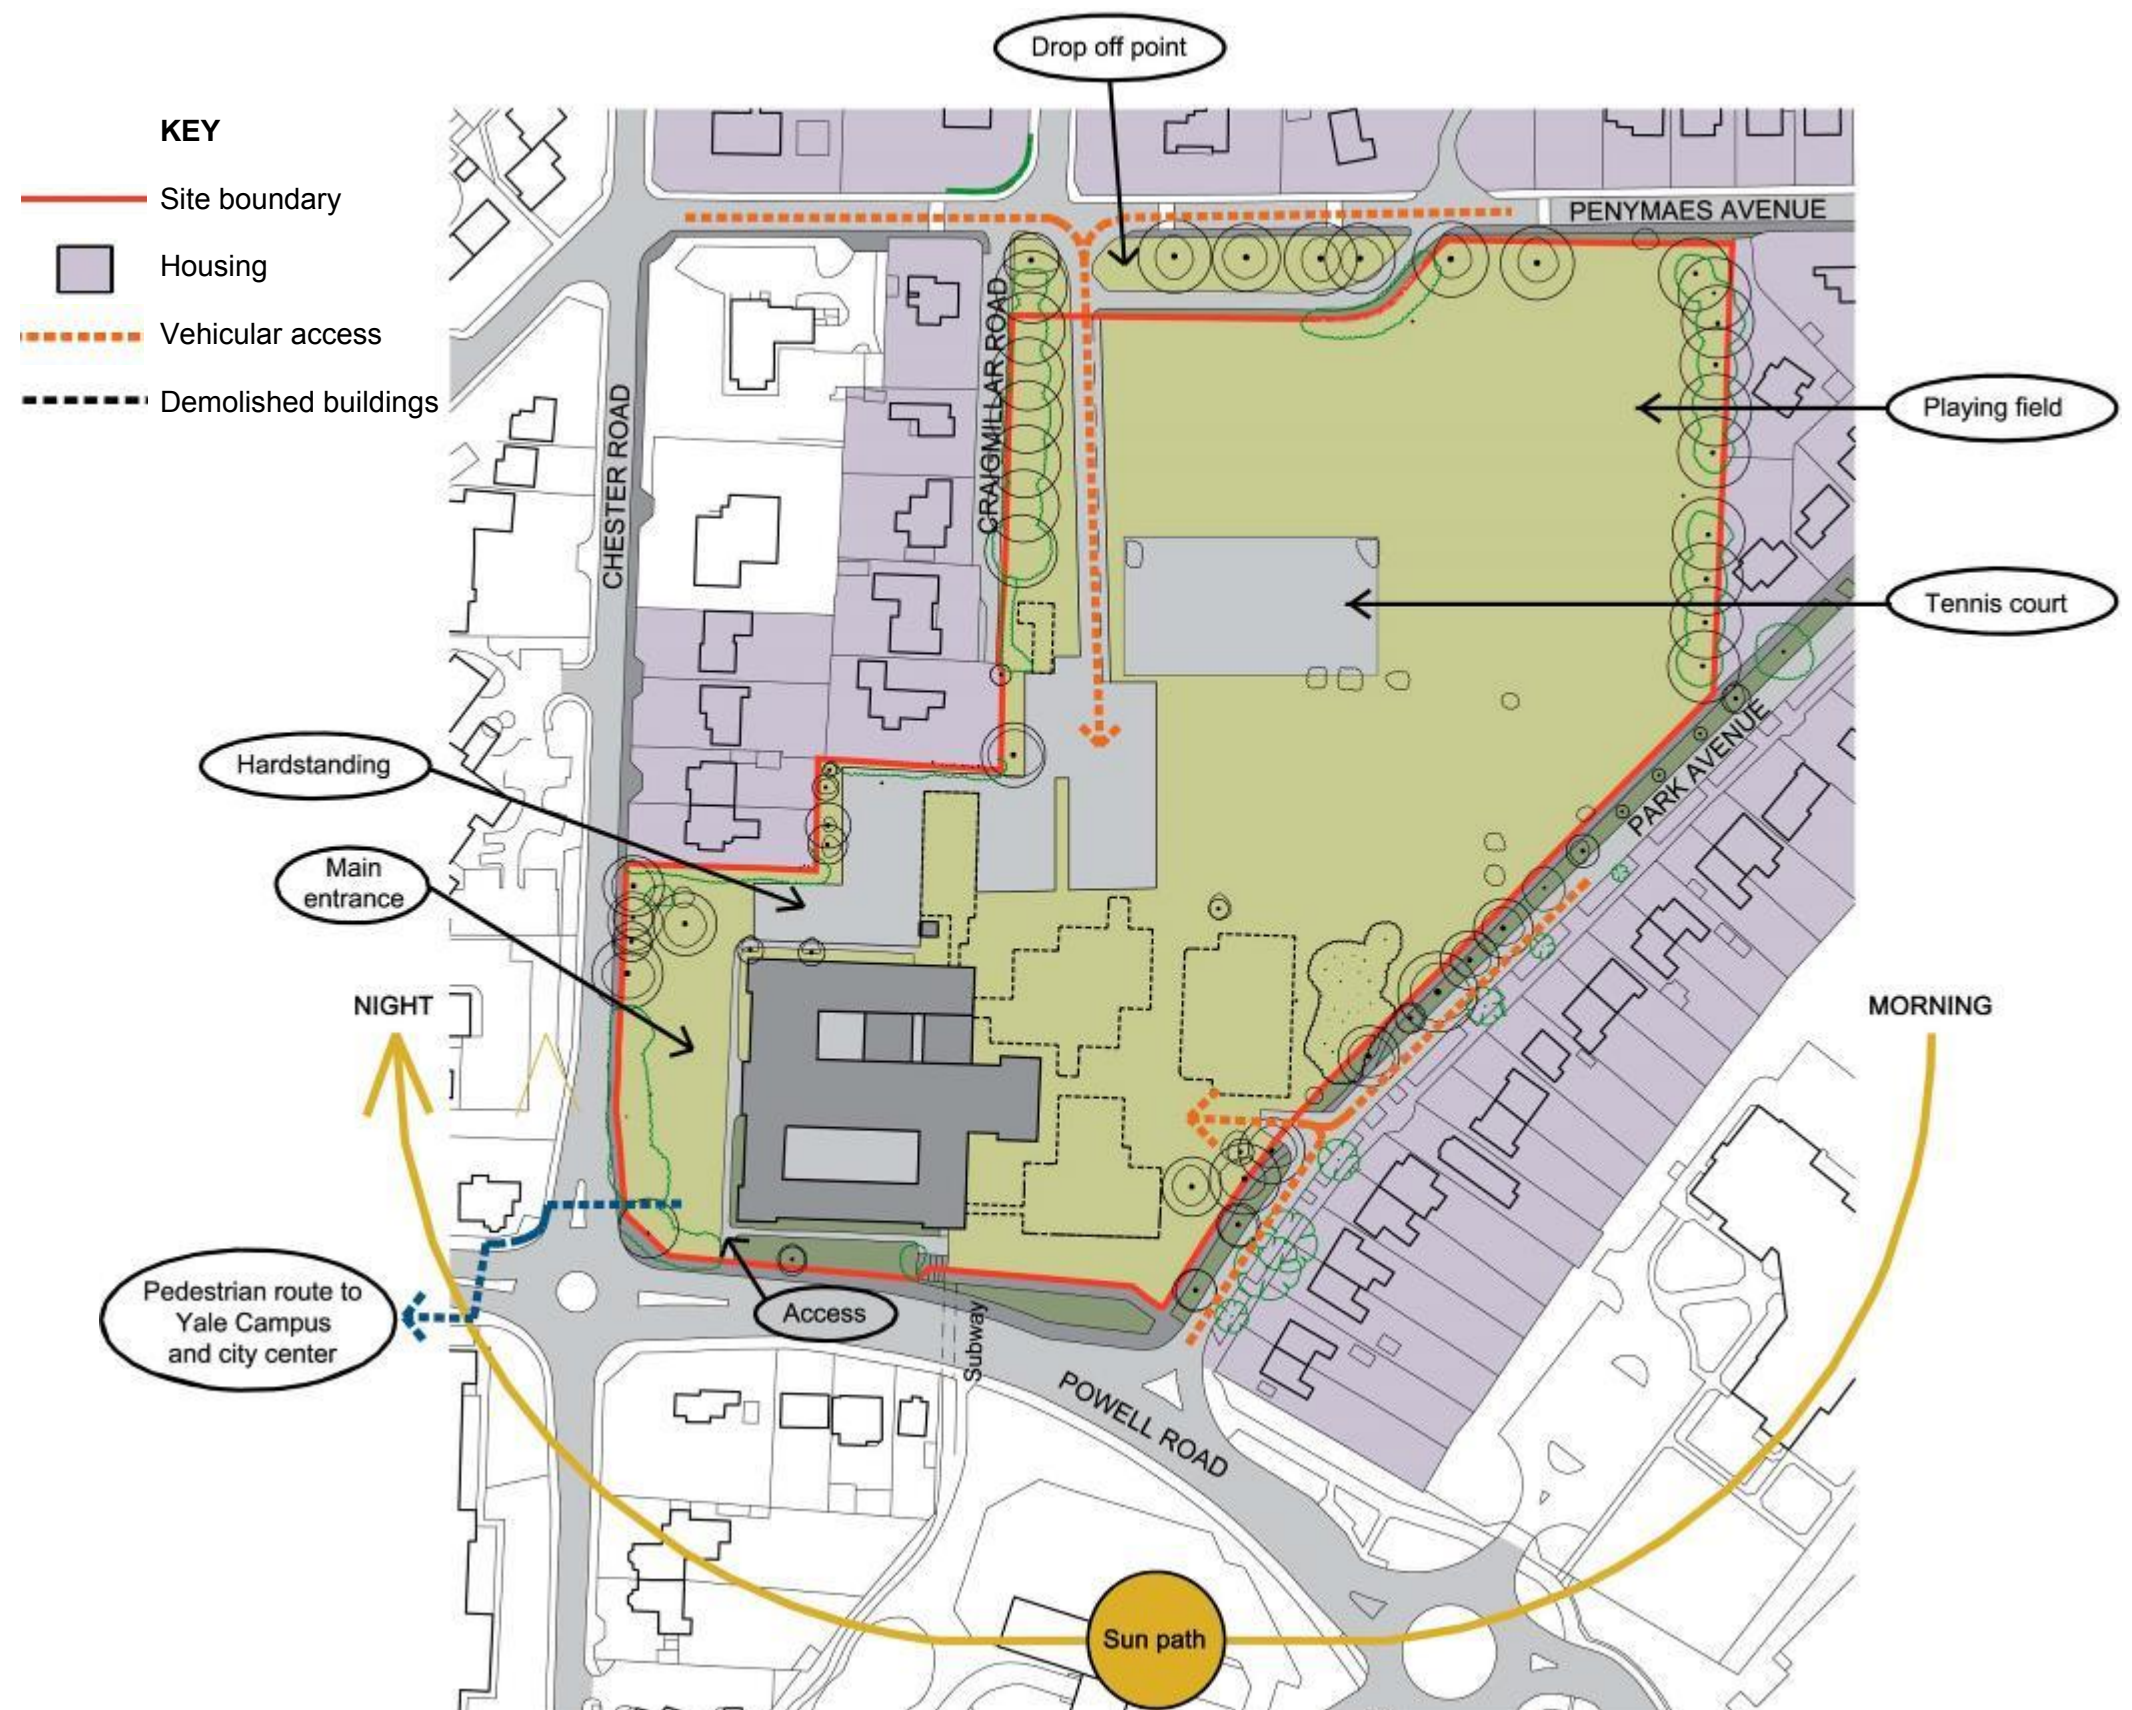 Drop off point
KEY
Site boundary
Housing
Vehicular access
Demolished buildings
PENYMAES AVENUE
CRAIGMILLAR ROAD
CHESTER ROAD
Playing field
Tennis court
PARK AVENUE
Hardstanding
Main
entrance
NIGHT
MORNING
Pedestrian route to
Yale Campus
and city center
Access
Subway
POWELL ROAD
Sun path